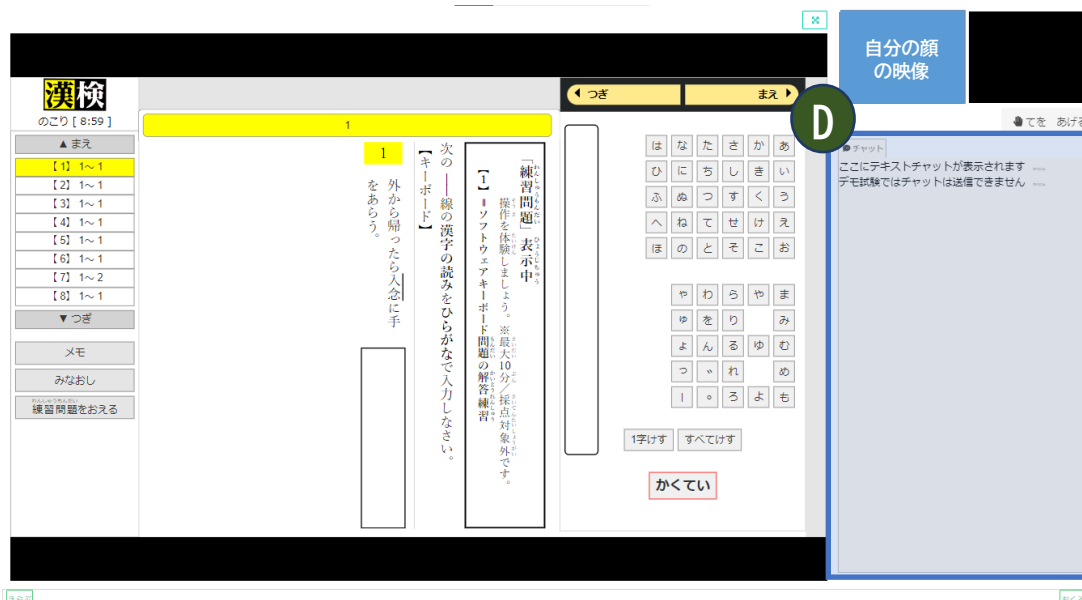 自分の顔
の映像
漢検
のこり [ 8:59 ]
▲ まえ
【1】 1～ 1
【2】 1～ 1
【3】 1～ 1
【4】 1～ 1
【5】 1～ 1
【6】 1～ 1
【7】 1～ 2
【8】 1～ 1
▼ つぎ
メモ
みなおし
練習問題をおえる
1
「練習問題」表示中
操作を体験しましょう。※最大10分／採点対象外です。
【1】＝ソフトウェアキーボード問題の解答練習
次の――線の漢字の読みをひらがなで入力しなさい。
【キーボード】
1
外から帰ったら入念に手
をあらう。
つぎ
まえ
は な た さ か あ
ひ に ち し き い
ふ ぬ つ す く う
へ ね て せ け え
ほ の と そ こ お
ゃ わ ら や ま
ゅ を り み
ょ ん る ゆ む
っ ゛ れ め
ー ゜ ろ よ も
1字けす すべてけす
かくてい
D
てを あげる
チャット
ここにテキストチャットが表示されます
デモ試験ではチャットは送信できません